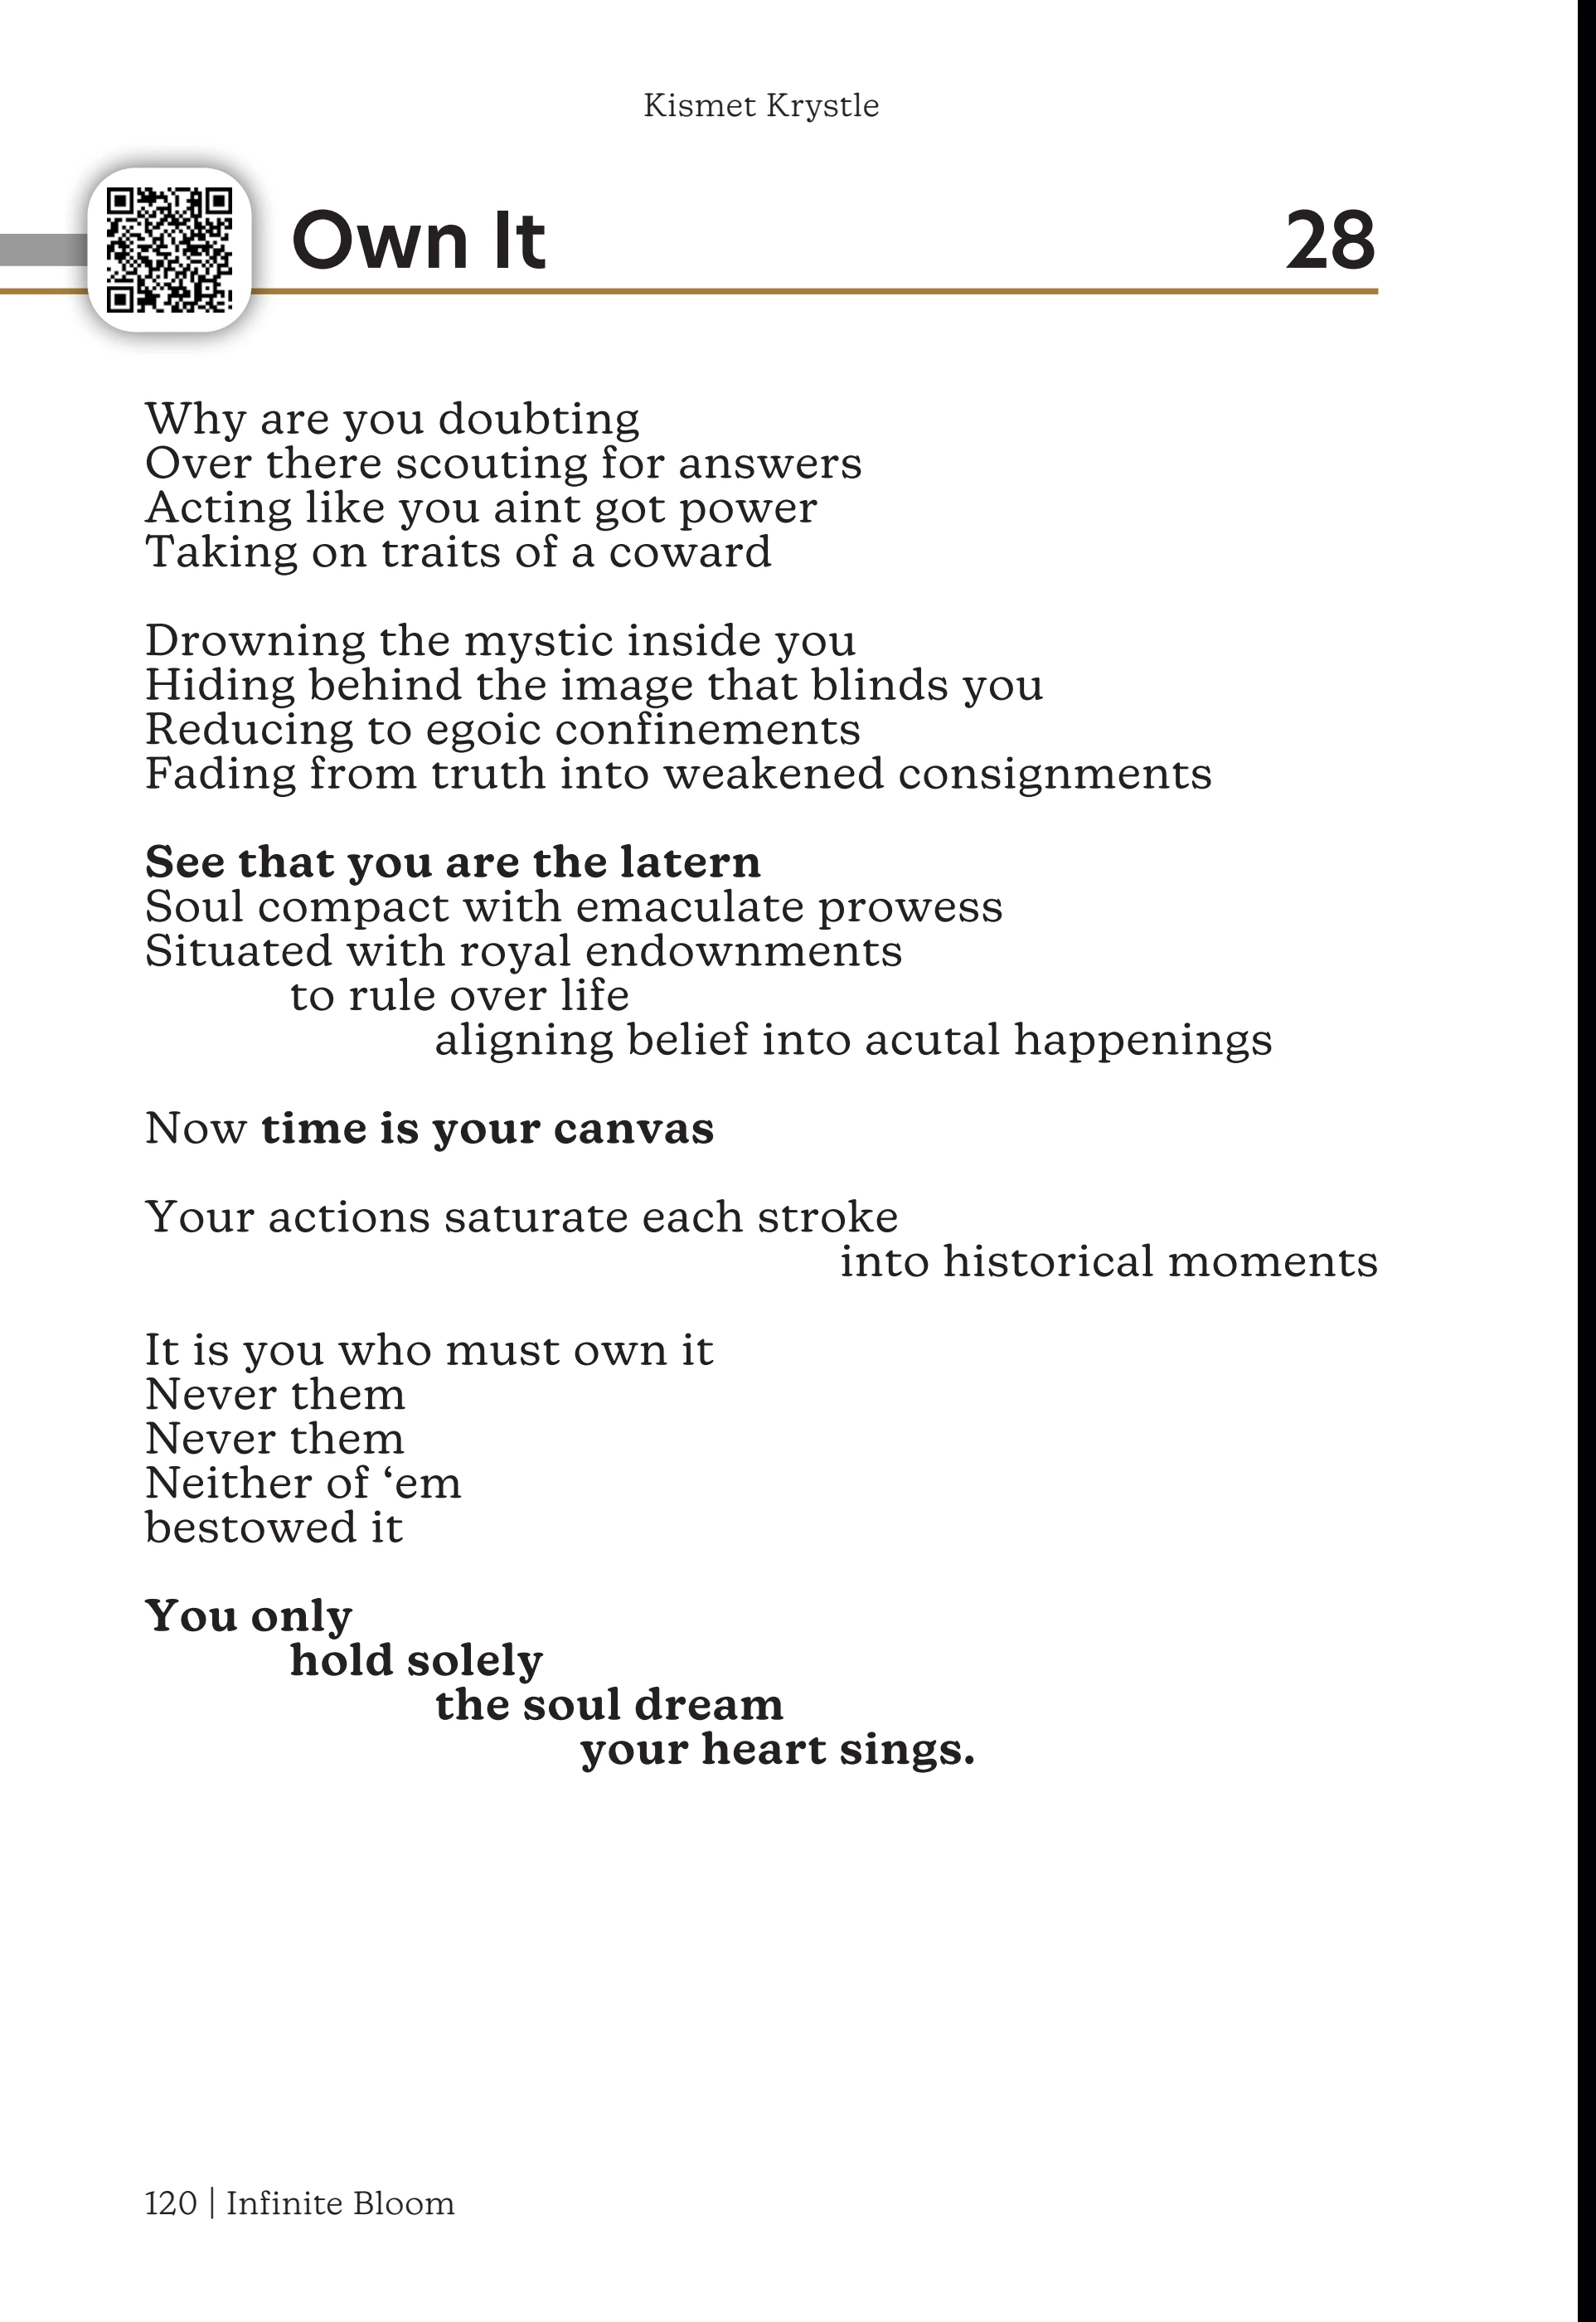 Kismet Krystle
Own It
28
Why are you doubting
Over there scouting for answers
Acting like you aint got power
Taking on traits of a coward
Drowning the mystic inside you
Hiding behind the image that blinds you
Reducing to egoic confinements
Fading from truth into weakened consignments
See that you are the latern
Soul compact with emaculate prowess
Situated with royal endownments
to rule over life
aligning belief into acutal happenings
Now time is your canvas
Your actions saturate each stroke
into historical moments
It is you who must own it
Never them
Never them
Neither of ‘em
bestowed it
You only
hold solely
the soul dream
your heart sings.
120 | Infinite Bloom